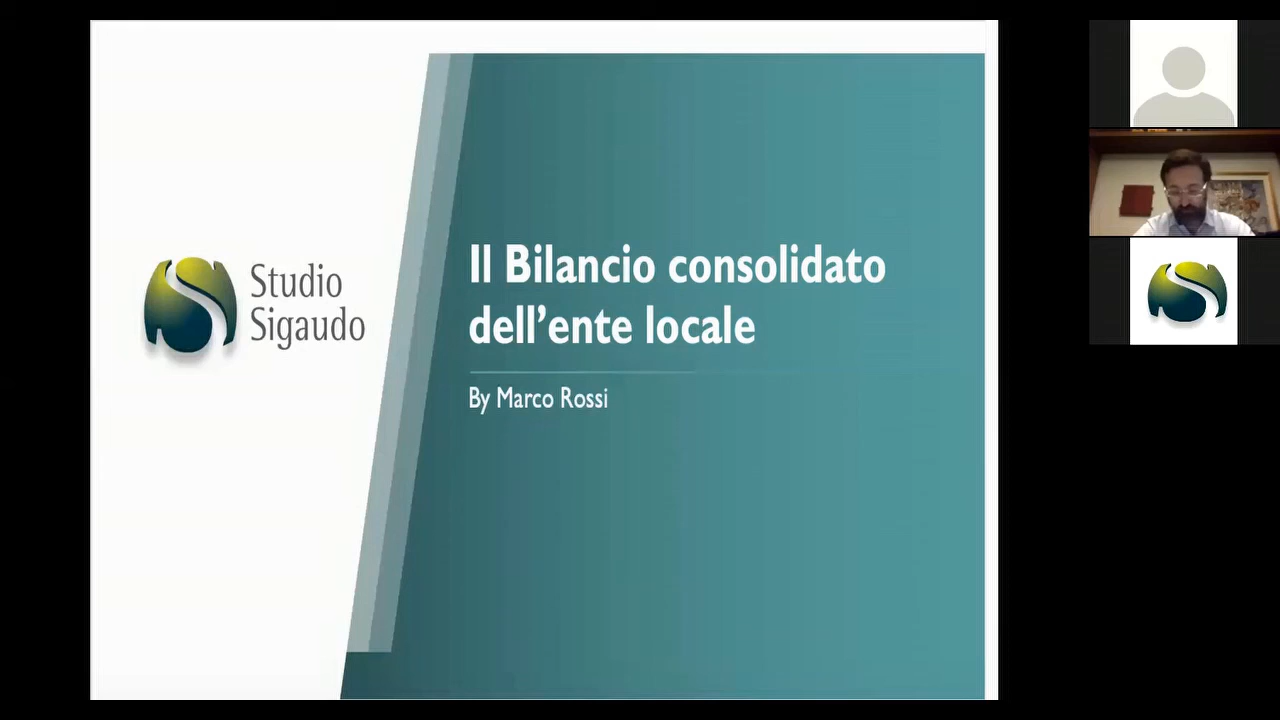 Studio
Sigaudo
Il Bilancio consolidato
dell’ente locale
By Marco Rossi